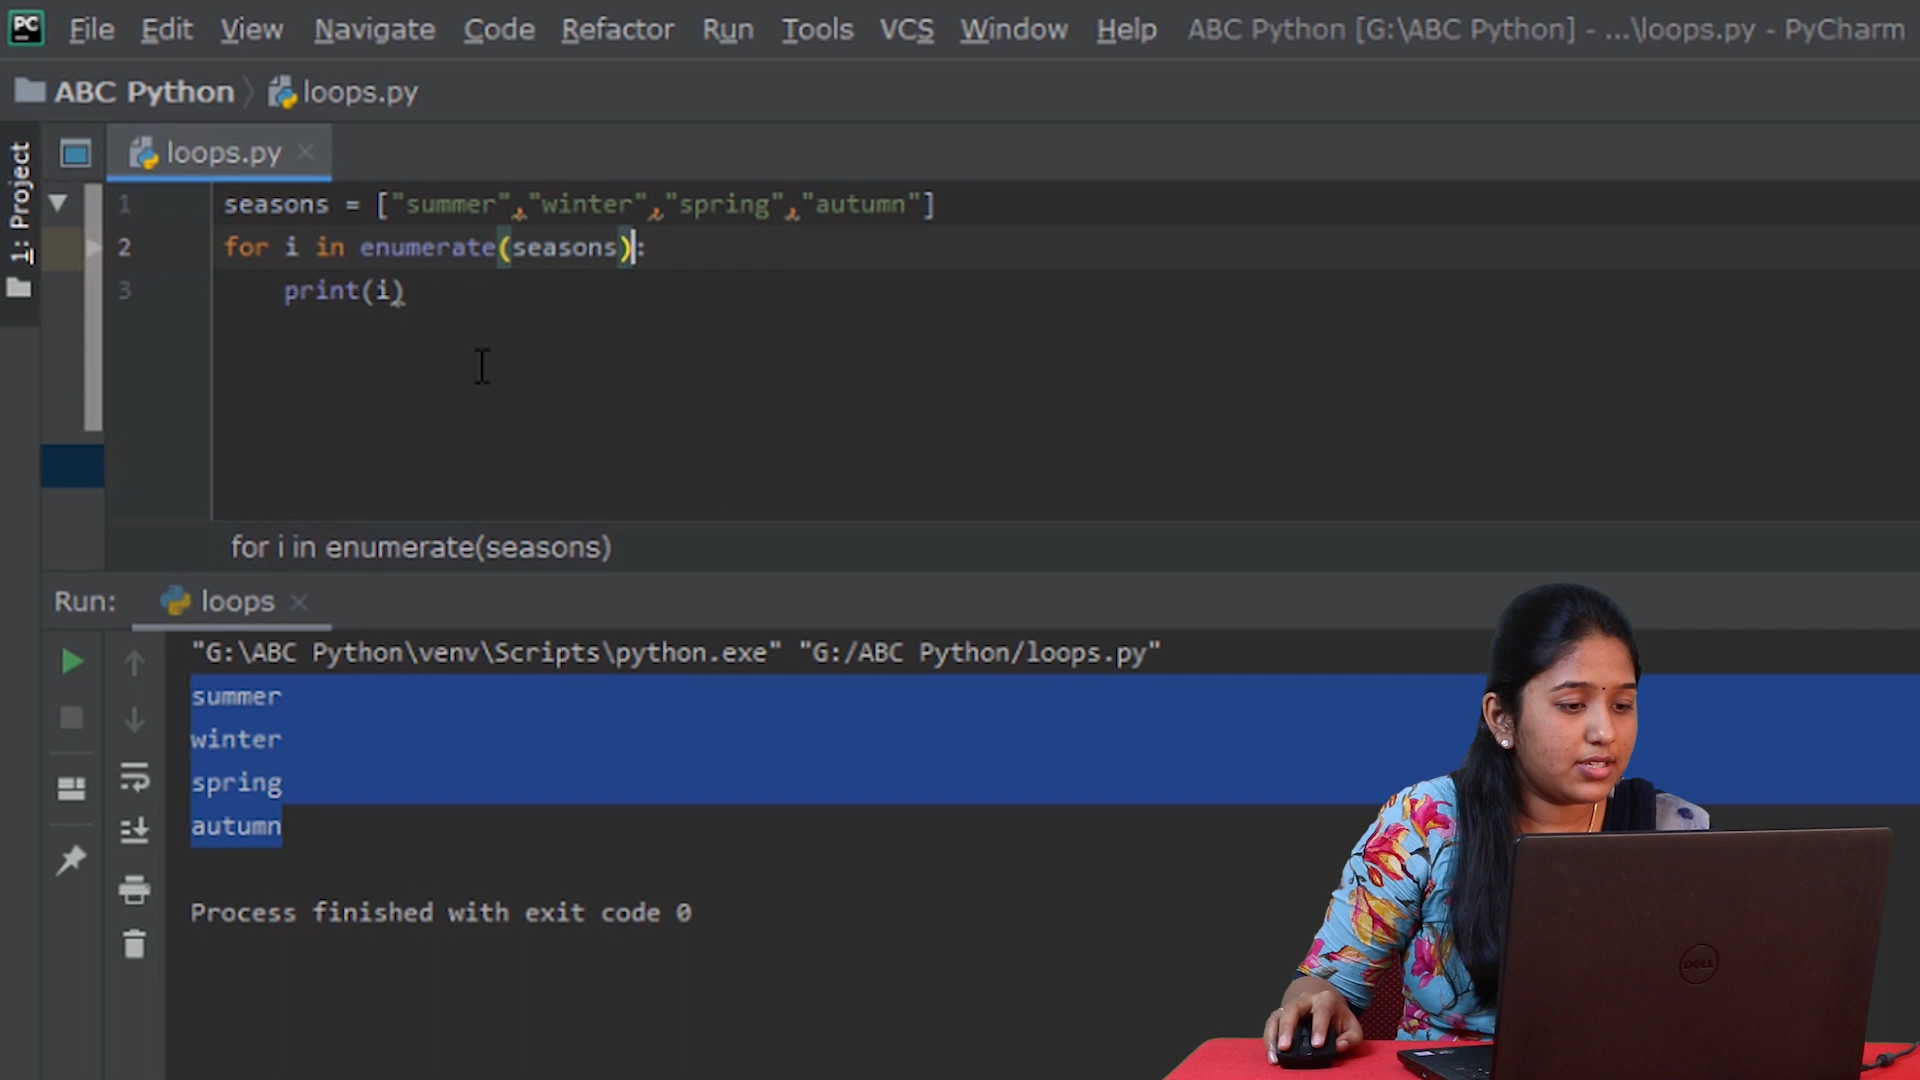 PC File Edit View Navigate Code Refactor Run Tools VCS Window Help ABC Python [G:\ABC Python] - ...\loops.py - PyCharm
ABC Python loops.py
1: Project
loops.py
1 seasons = ["summer","winter","spring","autumn"]
2 for i in enumerate(seasons):
3 print(i)
for i in enumerate(seasons)
Run: loops
"G:\ABC Python\venv\Scripts\python.exe" "G:/ABC Python/loops.py"
summer
winter
spring
autumn
Process finished with exit code 0
DELL